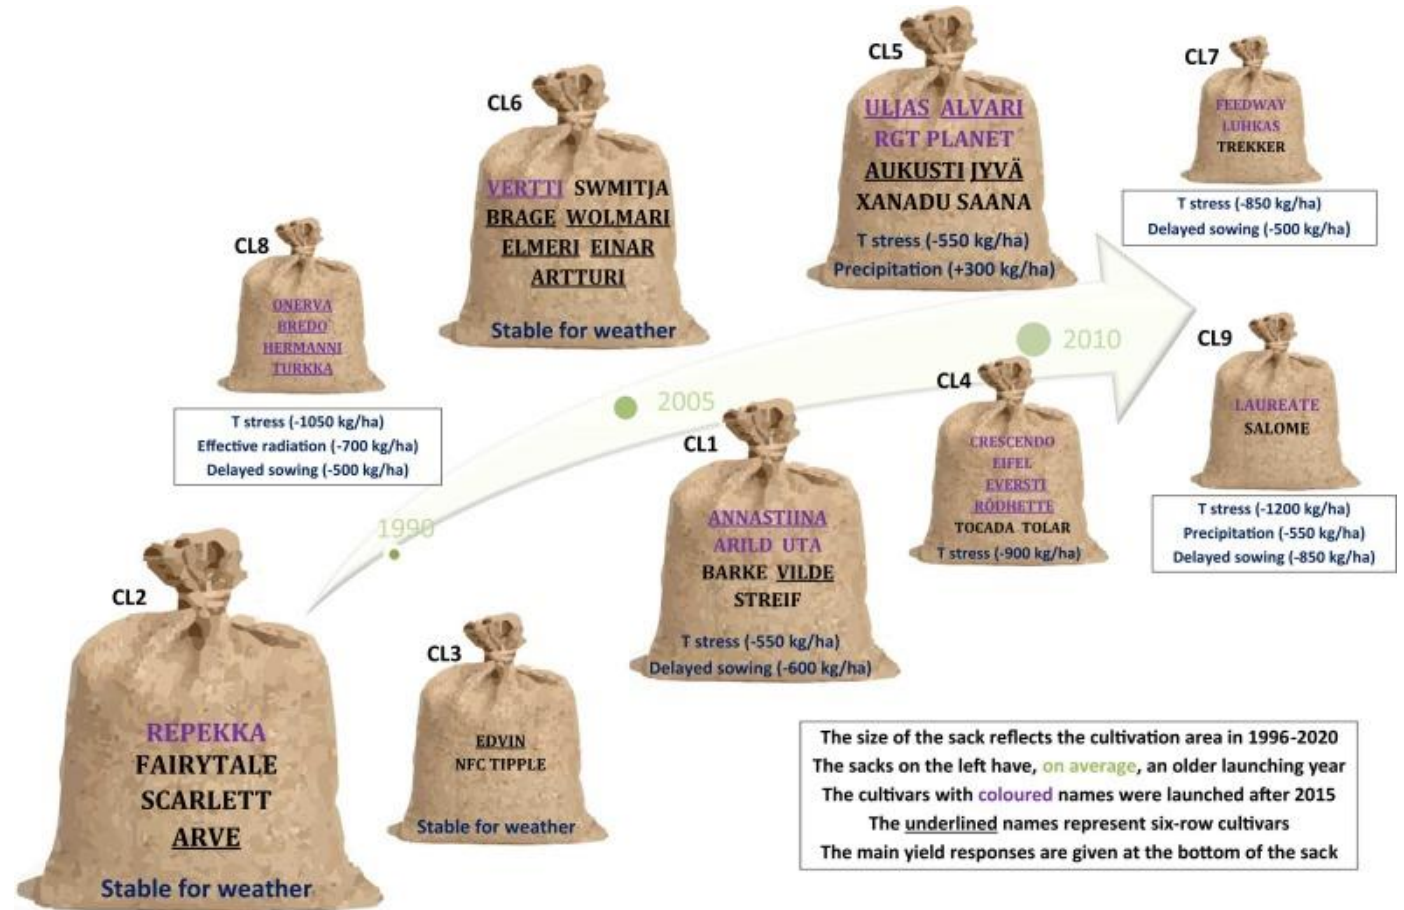 CL5
ULJAS ALVARI
RGT PLANET
AUKUSTI JYVÄ
XANADU SAANA
T stress (-550 kg/ha)
Precipitation (+300 kg/ha)
CL7
FEEDWAY
LUHKAS
TREKKER
T stress (-850 kg/ha)
Delayed sowing (-500 kg/ha)
CL6
VERTTI SWMITJA
BRAGE WOLMARI
ELMERI EINAR
ARTTURI
Stable for weather
CL8
ONERVA
BREDO
HERMANNI
TURKKA
T stress (-1050 kg/ha)
Effective radiation (-700 kg/ha)
Delayed sowing (-500 kg/ha)
2010
2005
1990
CL9
LAUREATE
SALOME
T stress (-1200 kg/ha)
Precipitation (-550 kg/ha)
Delayed sowing (-850 kg/ha)
CL4
CRESCENDO
EIFEL
EVERSTI
RÖDHETTE
TOCADA TOLAR
T stress (-900 kg/ha)
CL1
ANNASTIINA
ARILD UTA
BARKE VILDE
STREIF
T stress (-550 kg/ha)
Delayed sowing (-600 kg/ha)
CL2
REPEKKA
FAIRYTALE
SCARLETT
ARVE
Stable for weather
CL3
EDVIN
NFC TIPPLE
Stable for weather
The size of the sack reflects the cultivation area in 1996-2020
The sacks on the left have, on average, an older launching year
The cultivars with coloured names were launched after 2015
The underlined names represent six-row cultivars
The main yield responses are given at the bottom of the sack